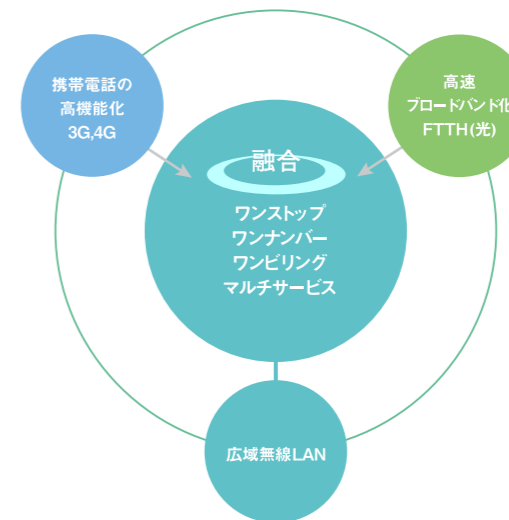 携帯電話の
高機能化
3G,4G
高速
ブロードバンド化
FTTH(光)
融合
ワンストップ
ワンナンバー
ワンビリング
マルチサービス
広域無線LAN